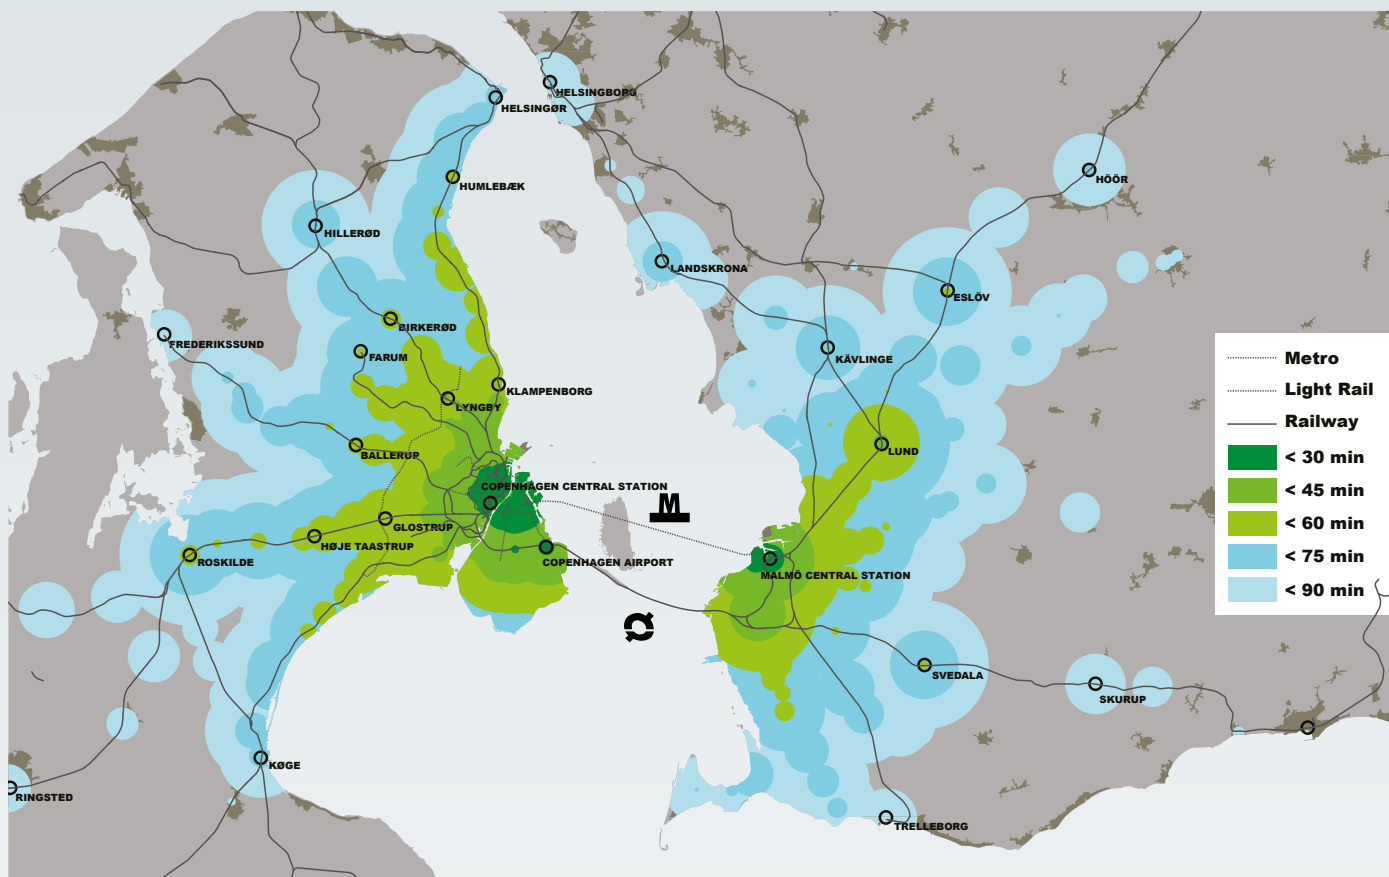 HELSINGBORG
HELSINGØR
HÖÖR
HUMLEBÆK
HILLERØD
LANDSKRONA
ESLÖV
BIRKERØD
FREDERIKSSUND
FARUM
KÄVLINGE
Metro
Light Rail
Railway
< 30 min
< 45 min
< 60 min
< 75 min
< 90 min
KLAMPENBORG
LYNGBY
BALLERUP
LUND
COPENHAGEN CENTRAL STATION
M
GLOSTRUP
HØJE TAASTRUP
ROSKILDE
COPENHAGEN AIRPORT
MALMÖ CENTRAL STATION
SVEDALA
SKURUP
KØGE
RINGSTED
TRELLEBORG